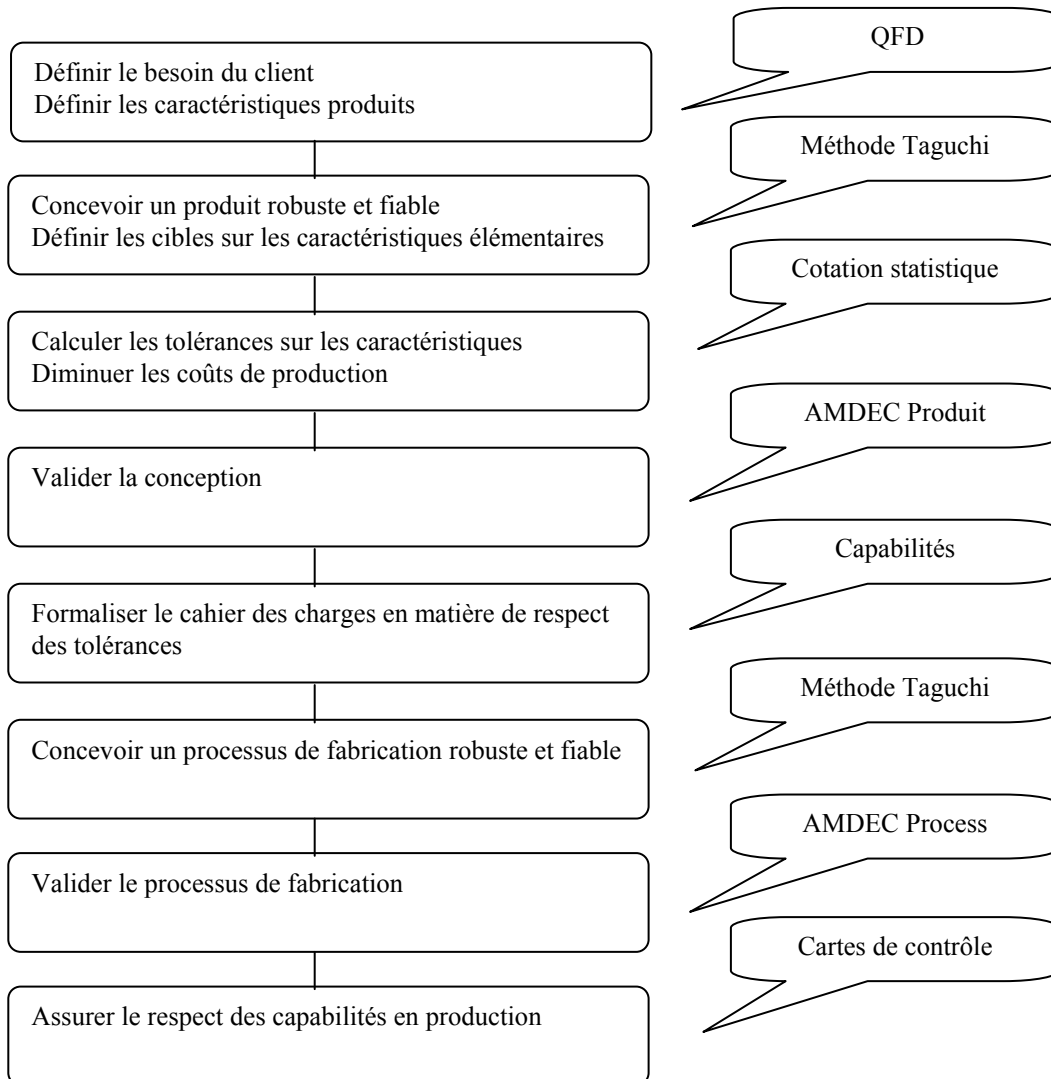 QFD
Définir le besoin du client
Définir les caractéristiques produits
Méthode Taguchi
Concevoir un produit robuste et fiable
Définir les cibles sur les caractéristiques élémentaires
Cotation statistique
Calculer les tolérances sur les caractéristiques
Diminuer les coûts de production
AMDEC Produit
Valider la conception
Capabilités
Formaliser le cahier des charges en matière de respect
des tolérances
Méthode Taguchi
Concevoir un processus de fabrication robuste et fiable
AMDEC Process
Valider le processus de fabrication
Cartes de contrôle
Assurer le respect des capabilités en production